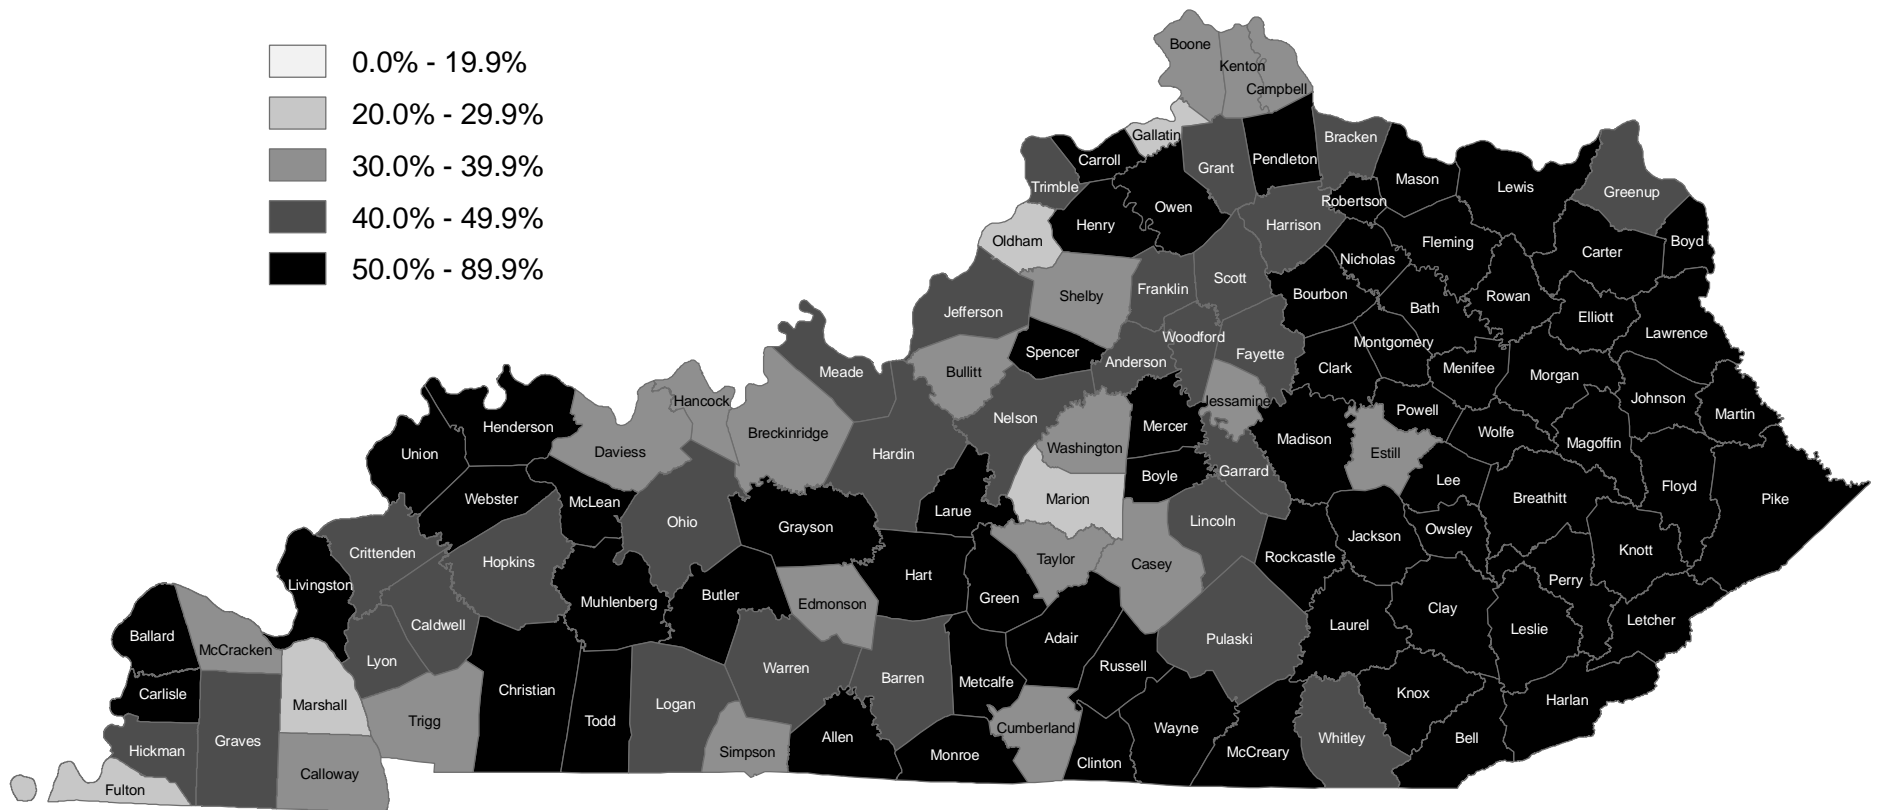 0.0% - 19.9%
20.0% - 29.9%
30.0% - 39.9%
40.0% - 49.9%
50.0% - 89.9%
Boone
Kenton
Campbell
Gallatin
Carroll
Grant
Pendleton
Bracken
Trimble
Mason
Lewis
Greenup
Robertson
Owen
Henry
Harrison
Oldham
Fleming
Boyd
Carter
Nicholas
Shelby
Franklin
Scott
Bourbon
Bath
Rowan
Elliott
Jefferson
Lawrence
Woodford
Montgomery
Spencer
Anderson
Fayette
Clark
Menifee
Morgan
Meade
Bullitt
Hancock
Jessamine
Powell
Johnson
Martin
Nelson
Henderson
Breckinridge
Mercer
Madison
Wolfe
Magoffin
Union
Daviess
Hardin
Washington
Estill
Webster
McLean
Marion
Boyle
Garrard
Lee
Breathitt
Floyd
Pike
Ohio
Grayson
Larue
Lincoln
Owsley
Jackson
Crittenden
Hopkins
Taylor
Casey
Rockcastle
Knott
Livingston
Hart
Perry
Muhlenberg
Butler
Edmonson
Green
Clay
Letcher
Ballard
Caldwell
Adair
Pulaski
Laurel
Leslie
McCracken
Lyon
Warren
Russell
Carlisle
Christian
Barren
Metcalfe
Knox
Harlan
Marshall
Trigg
Todd
Logan
Cumberland
Wayne
Hickman
Graves
Simpson
Allen
Monroe
McCreary
Whitley
Bell
Clinton
Calloway
Fulton